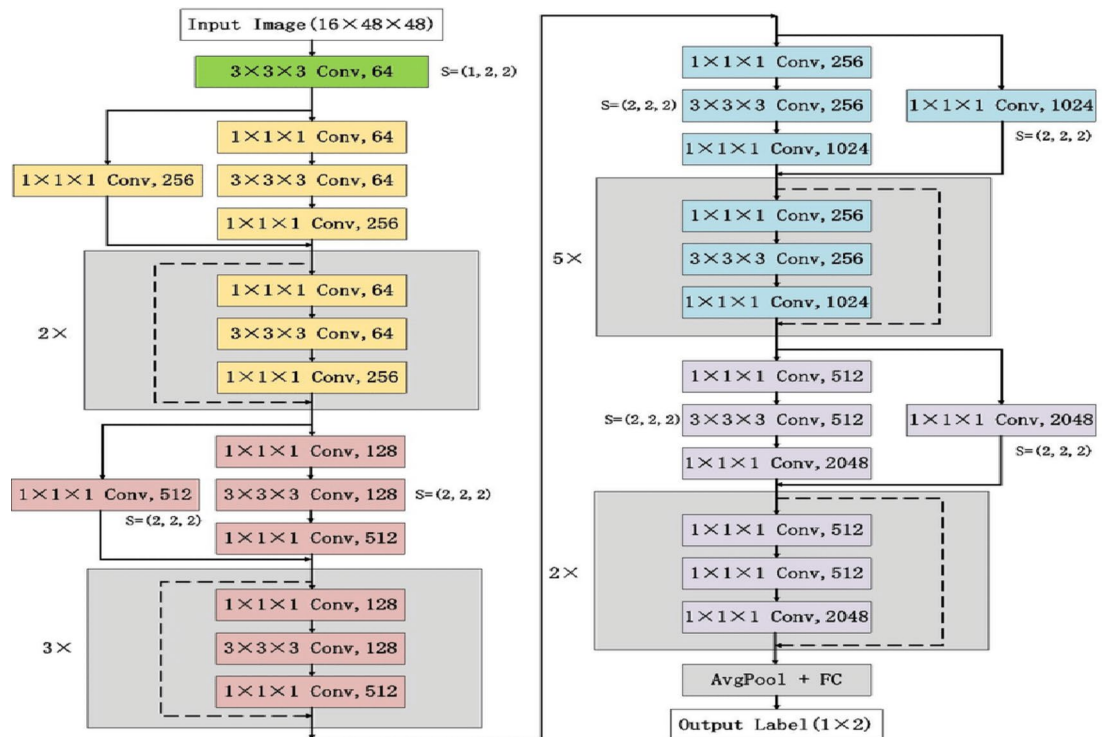 Input Image(16×48×48)
3×3×3 Conv, 64
S=(1, 2, 2)
1×1×1 Conv, 64
1×1×1 Conv, 256
3×3×3 Conv, 64
1×1×1 Conv, 256
2×
1×1×1 Conv, 64
3×3×3 Conv, 64
1×1×1 Conv, 256
1×1×1 Conv, 128
1×1×1 Conv, 512
S=(2, 2, 2)
3×3×3 Conv, 128
S=(2, 2, 2)
1×1×1 Conv, 512
3×
1×1×1 Conv, 128
3×3×3 Conv, 128
1×1×1 Conv, 512
1×1×1 Conv, 256
S=(2, 2, 2)
3×3×3 Conv, 256
1×1×1 Conv, 1024
S=(2, 2, 2)
1×1×1 Conv, 1024
5×
1×1×1 Conv, 256
3×3×3 Conv, 256
1×1×1 Conv, 1024
1×1×1 Conv, 512
S=(2, 2, 2)
3×3×3 Conv, 512
1×1×1 Conv, 2048
S=(2, 2, 2)
1×1×1 Conv, 2048
2×
1×1×1 Conv, 512
1×1×1 Conv, 512
1×1×1 Conv, 2048
AvgPool + FC
Output Label(1×2)